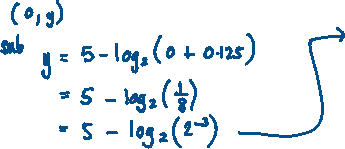 (0, y)
sub y = 5 - log₂(0 + 0.125)
= 5 - log₂(1/8)
= 5 - log₂(2⁻³)